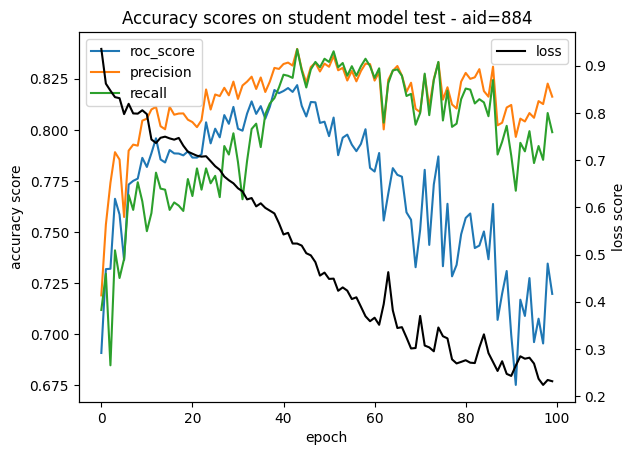 Accuracy scores on student model test - aid=884
roc_score
precision
recall
loss
0.825
0.800
0.775
0.750
0.725
0.700
0.675
accuracy score
0.9
0.8
0.7
0.6
0.5
0.4
0.3
0.2
loss score
0 20 40 60 80 100
epoch